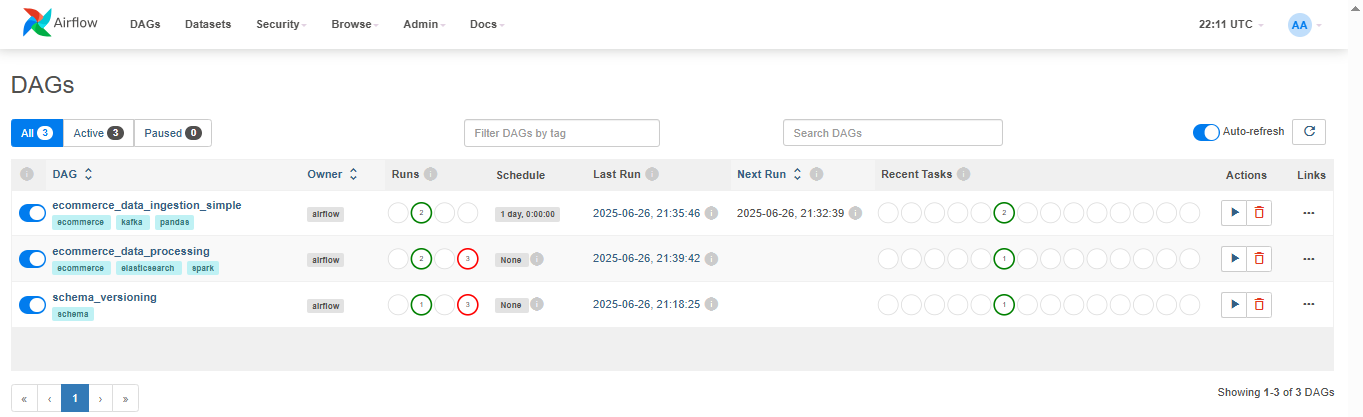 Airflow DAGs Datasets Security Browse Admin Docs 22:11 UTC AA
DAGs
All 3 Active 3 Paused 0 Filter DAGs by tag Search DAGs Auto-refresh
i DAG Owner Runs i Schedule Last Run i Next Run i Recent Tasks i Actions Links
ecommerce_data_ingestion_simple
airflow 2 1 day, 0:00:00 2025-06-26, 21:35:46 i 2025-06-26, 21:32:39 i 2
ecommerce kafka pandas
ecommerce_data_processing
airflow 2 3 None i 2025-06-26, 21:39:42 i 1
ecommerce elasticsearch spark
schema_versioning
airflow 1 3 None i 2025-06-26, 21:18:25 i 1
schema
« ‹ 1 › » Showing 1-3 of 3 DAGs